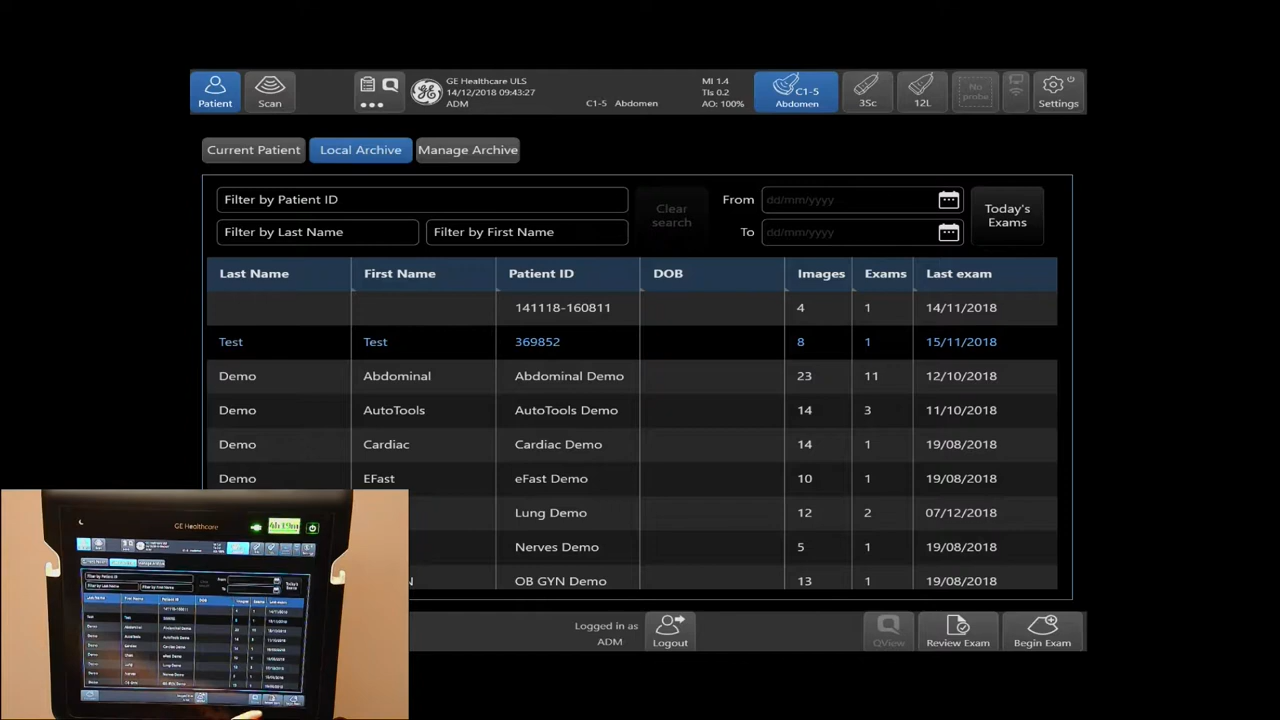 Patient
Scan
GE Healthcare ULS
14/12/2018 09:43:27
ADM
C1-5 Abdomen
MI 1.4
TIs 0.2
AO: 100%
C1-5
Abdomen
3Sc
12L
No
probe
Settings
Current Patient
Local Archive
Manage Archive
Filter by Patient ID
Clear
search
From
dd/mm/yyyy
Today's
Exams
Filter by Last Name
Filter by First Name
To
dd/mm/yyyy
Last Name First Name Patient ID DOB Images Exams Last exam
141118-160811 4 1 14/11/2018
Test Test 369852 8 1 15/11/2018
Demo Abdominal Abdominal Demo 23 11 12/10/2018
Demo AutoTools AutoTools Demo 14 3 11/10/2018
Demo Cardiac Cardiac Demo 14 1 19/08/2018
Demo EFast eFast Demo 10 1 19/08/2018
Lung Demo 12 2 07/12/2018
Nerves Demo 5 1 19/08/2018
OB GYN Demo 13 1 19/08/2018
Logged in as
ADM
Logout
QView
Review Exam
Begin Exam
GE Healthcare